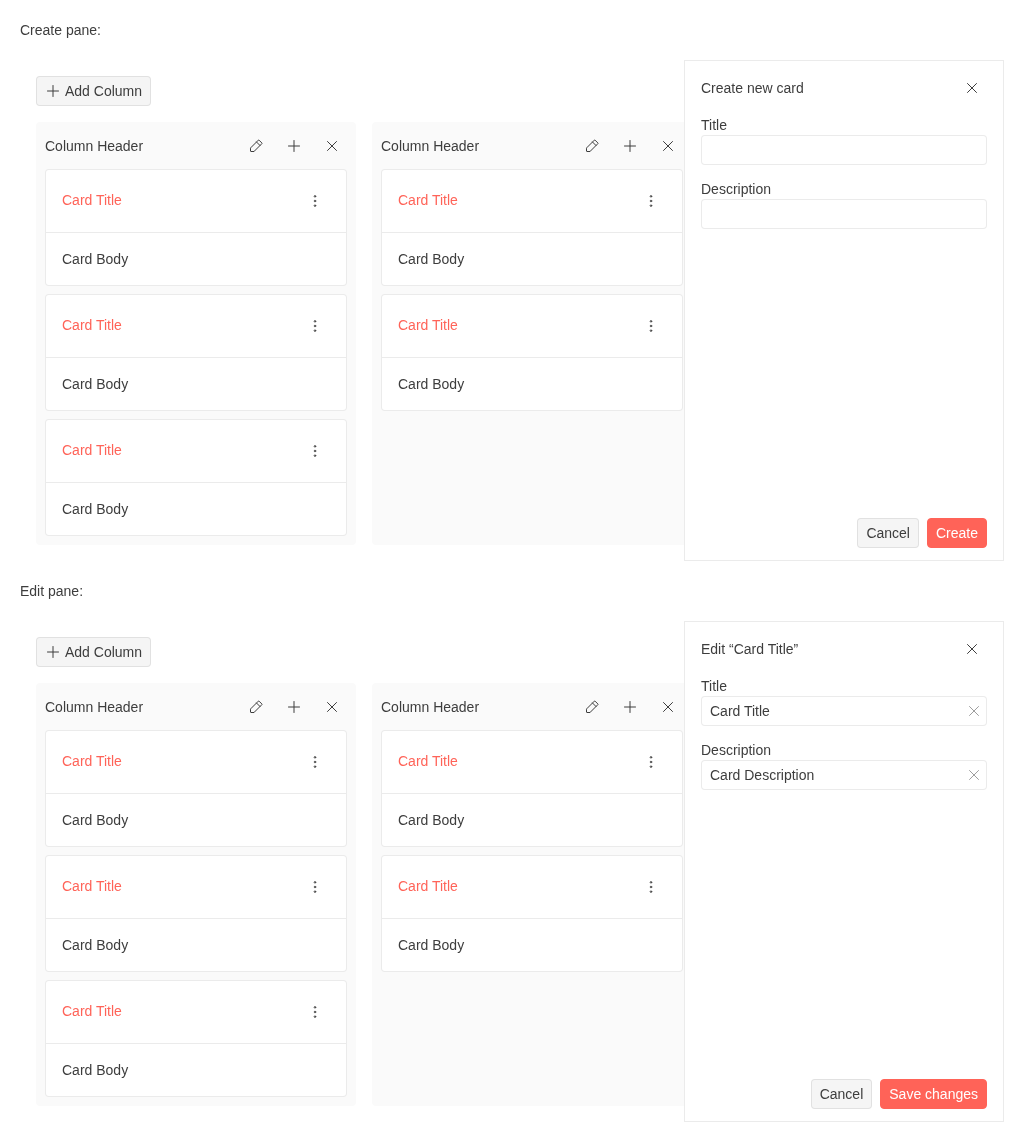 Create pane:
Add Column
Column Header
Card Title
Card Body
Card Title
Card Body
Card Title
Card Body
Column Header
Card Title
Card Body
Card Title
Card Body
Create new card
Title
Description
Cancel
Create
Edit pane:
Add Column
Column Header
Card Title
Card Body
Card Title
Card Body
Card Title
Card Body
Column Header
Card Title
Card Body
Card Title
Card Body
Edit “Card Title”
Title
Card Title
Description
Card Description
Cancel
Save changes